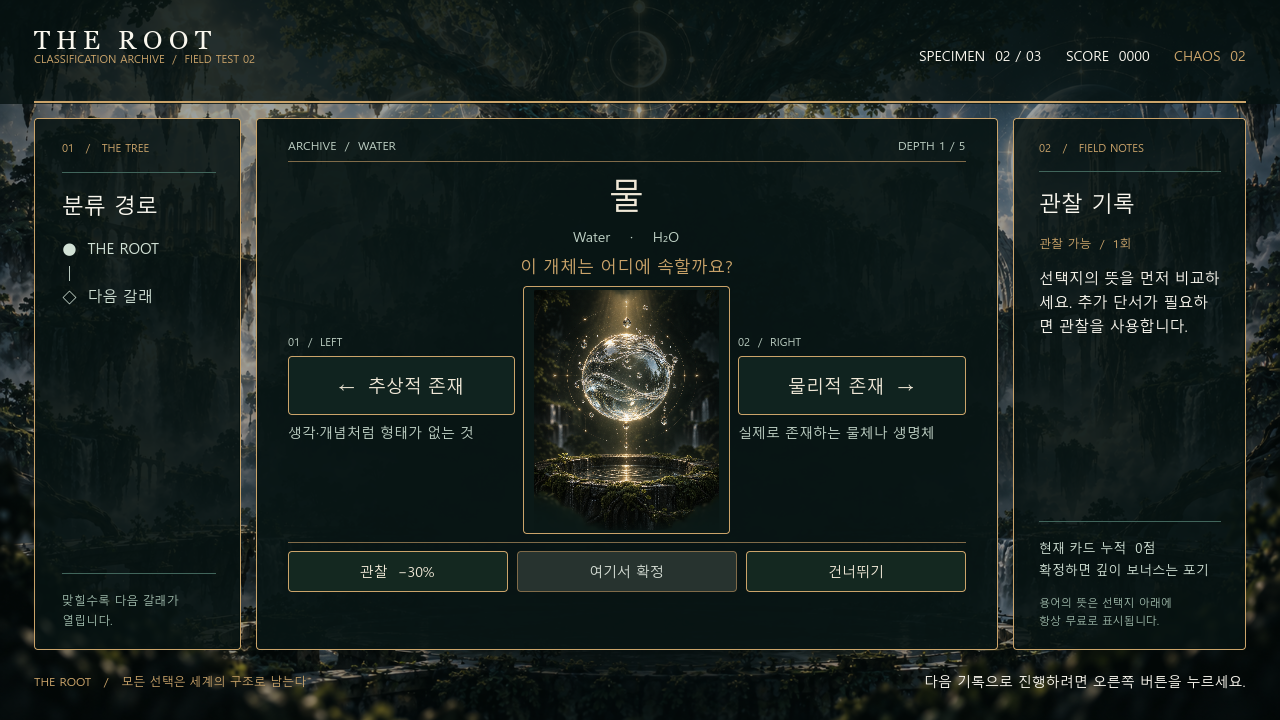 THE ROOT
CLASSIFICATION ARCHIVE / FIELD TEST 02
SPECIMEN 02 / 03 SCORE 0000 CHAOS 02
01 / THE TREE
분류 경로
● THE ROOT
|
◇ 다음 갈래
맞힐수록 다음 갈래가
열립니다.
ARCHIVE / WATER
DEPTH 1 / 5
물
Water · H₂O
이 개체는 어디에 속할까요?
01 / LEFT
← 추상적 존재
생각·개념처럼 형태가 없는 것
02 / RIGHT
물리적 존재 →
실제로 존재하는 물체나 생명체
관찰 −30%
여기서 확정
건너뛰기
02 / FIELD NOTES
관찰 기록
관찰 가능 / 1회
선택지의 뜻을 먼저 비교하
세요. 추가 단서가 필요하
면 관찰을 사용합니다.
현재 카드 누적 0점
확정하면 깊이 보너스는 포기
용어의 뜻은 선택지 아래에
항상 무료로 표시됩니다.
THE ROOT / 모든 선택은 세계의 구조로 남는다
다음 기록으로 진행하려면 오른쪽 버튼을 누르세요.